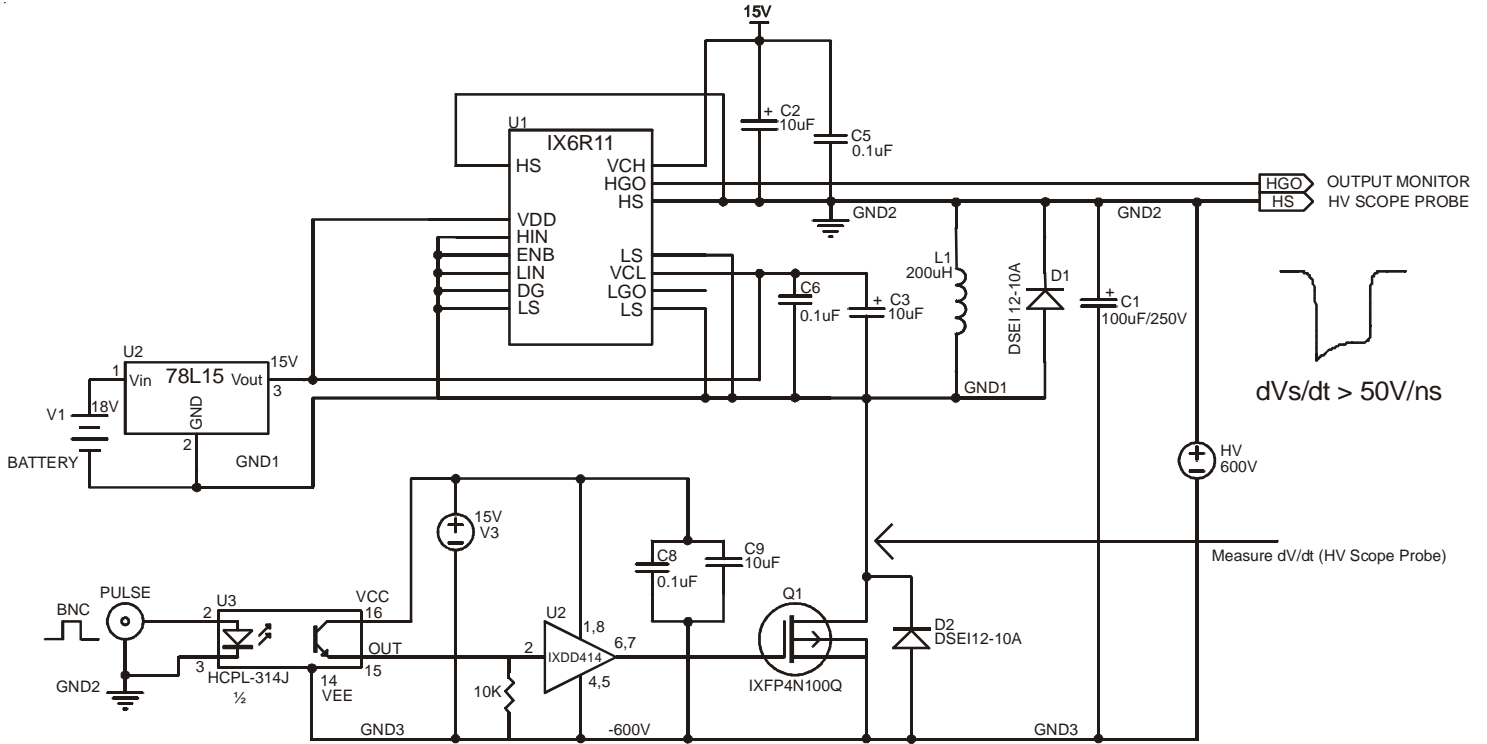 15V
+ C2
10uF
C5
0.1uF
U1
IX6R11
HS
VDD
HIN
ENB
LIN
DG
LS
VCH
HGO
HS
LS
VCL
LGO
LS
HGO
OUTPUT MONITOR
HS
HV SCOPE PROBE
GND2
GND2
L1
200uH
DSEI 12-10A
D1
+
C1
100uF/250V
C6
0.1uF
+ C3
10uF
dVs/dt > 50V/ns
U2
78L15
1
Vin
Vout
15V
3
GND
2
V1
18V
BATTERY
GND1
GND1
HV
600V
15V
V3
C8
0.1uF
C9
10uF
Measure dV/dt (HV Scope Probe)
BNC
PULSE
GND2
U3
2
3
HCPL-314J
½
VCC
16
OUT
15
14
VEE
10K
U2
2
IXDD414
1,8
6,7
4,5
Q1
IXFP4N100Q
D2
DSEI12-10A
GND3
-600V
GND3